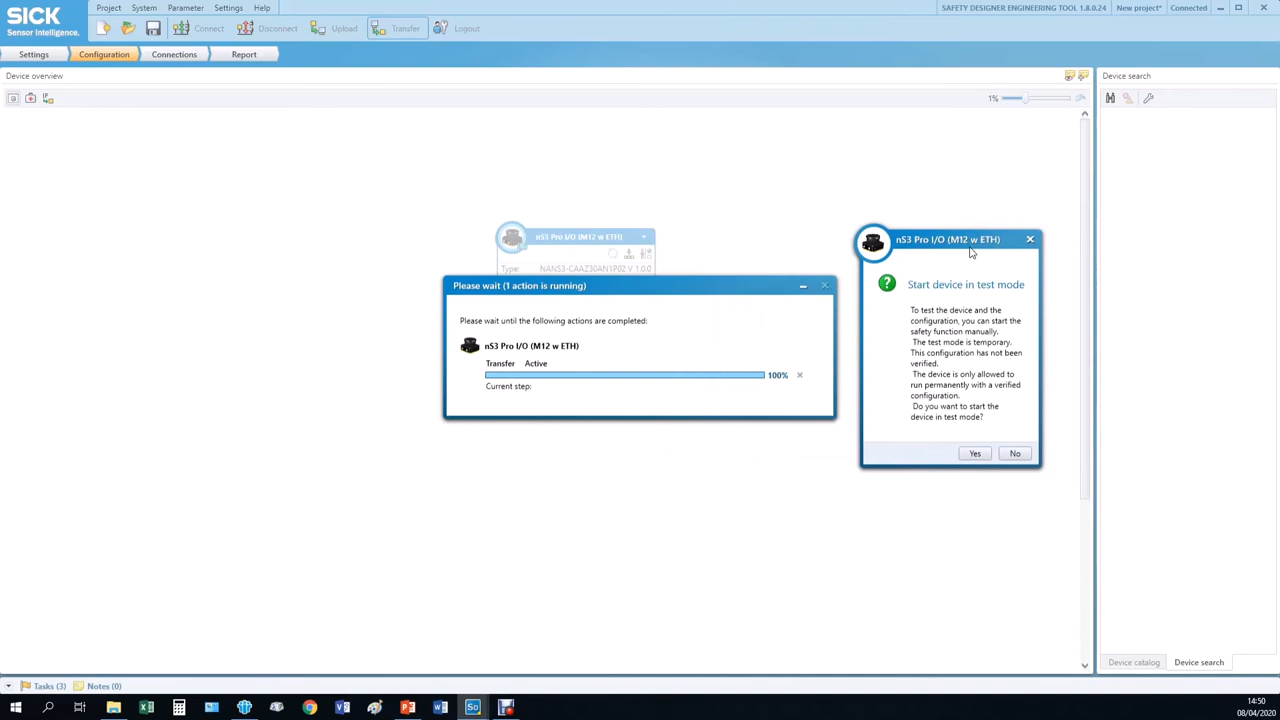 SICK
Sensor Intelligence.
Project System Parameter Settings Help
SAFETY DESIGNER ENGINEERING TOOL 1.8.0.24 New project* Connected
Connect Disconnect Upload Transfer Logout
Settings Configuration Connections Report
Device overview
Device search
1%
nS3 Pro I/O (M12 w ETH)
Type: NANS3-CAAZ30AN1P02 V 1.0.0
Please wait (1 action is running)
Please wait until the following actions are completed:
nS3 Pro I/O (M12 w ETH)
Transfer Active
100%
Current step:
nS3 Pro I/O (M12 w ETH)
Start device in test mode
To test the device and the
configuration, you can start the
safety function manually.
The test mode is temporary.
This configuration has not been
verified.
The device is only allowed to
run permanently with a verified
configuration.
Do you want to start the
device in test mode?
Yes No
Device catalog Device search
Tasks (3) Notes (0)
14:50
08/04/2020